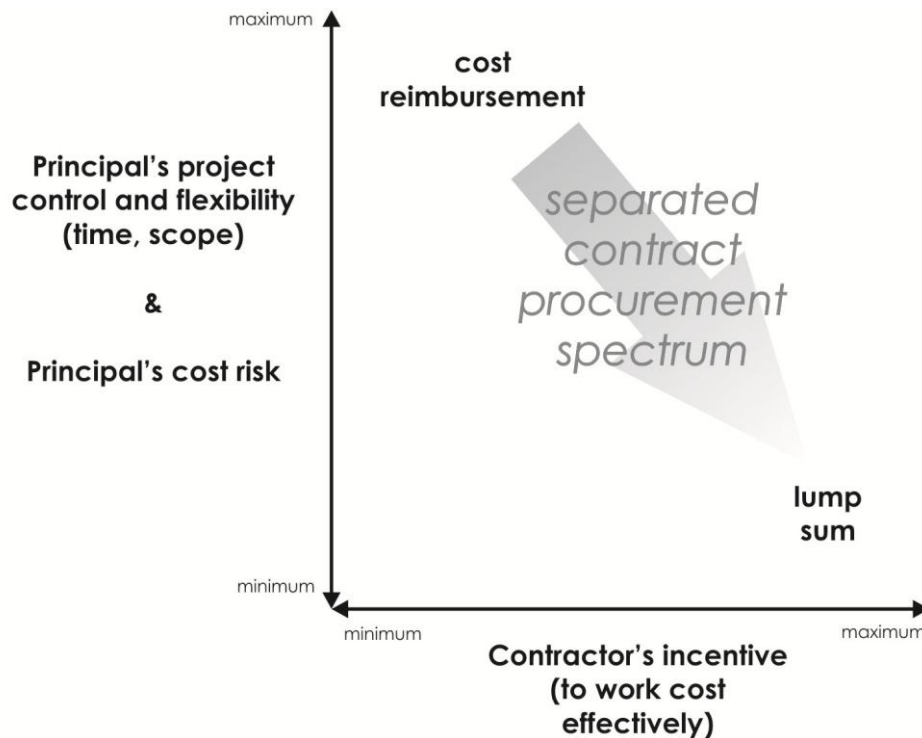 maximum
cost
reimbursement
Principal's project
control and flexibility
(time, scope)
&
Principal's cost risk
separated
contract
procurement
spectrum
lump
sum
minimum
minimum
maximum
Contractor's incentive
(to work cost
effectively)